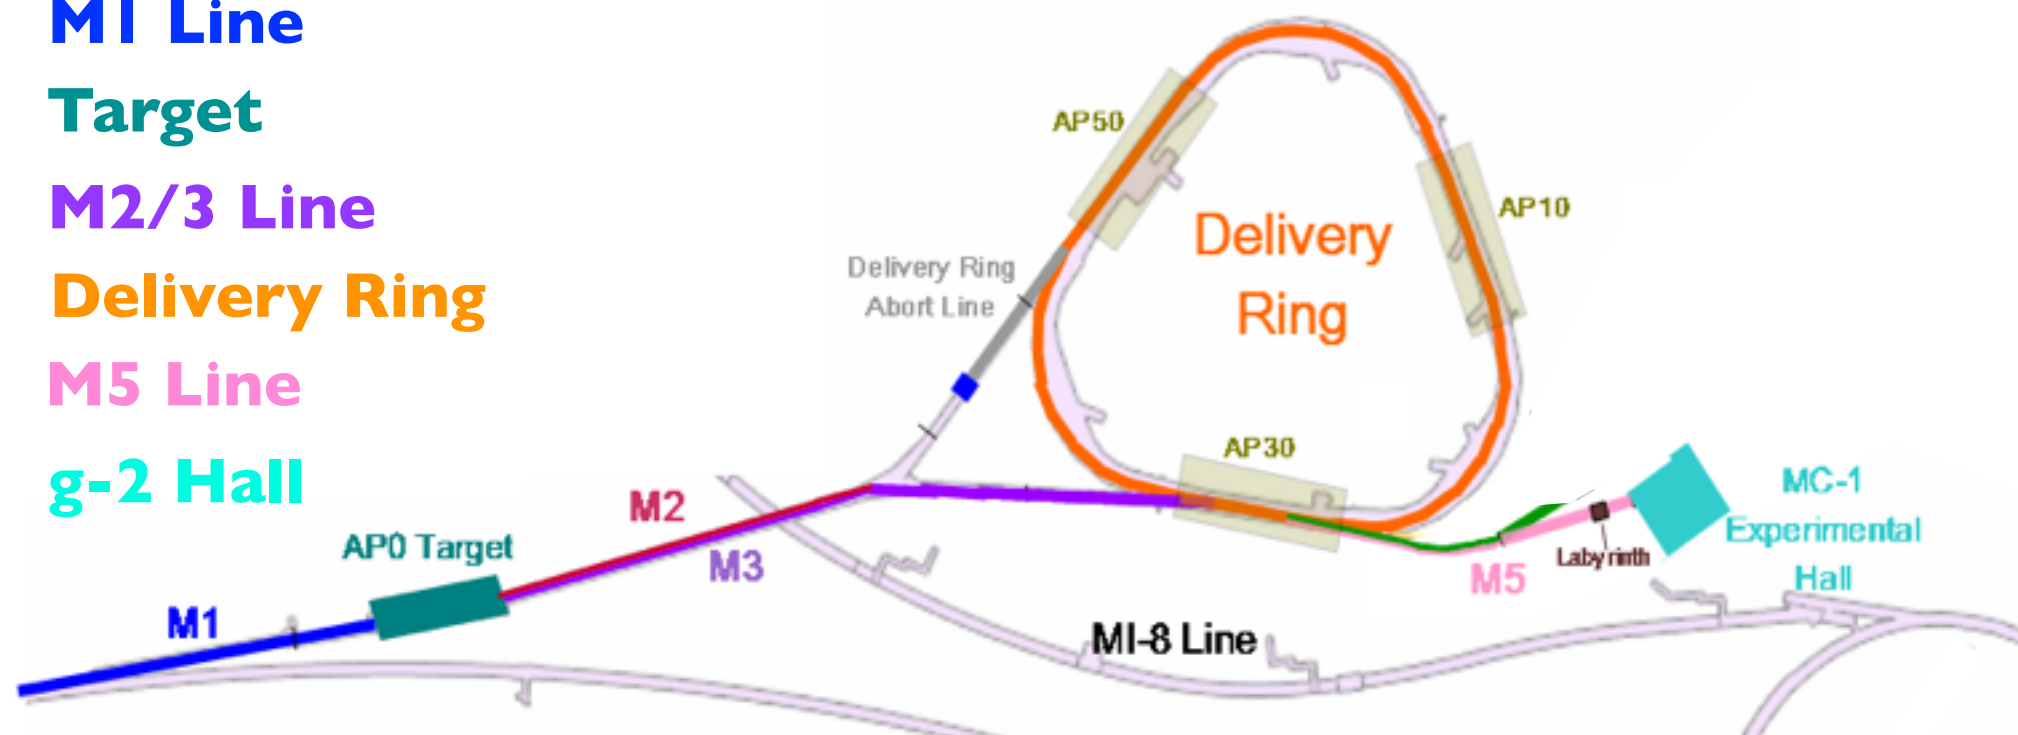 M1 Line
Target
M2/3 Line
Delivery Ring
M5 Line
g-2 Hall
AP50
AP10
Delivery
Ring
Delivery Ring
Abort Line
AP30
M2
M3
AP0 Target
M1
MC-1
Experimental
Hall
Labyrinth
M5
MI-8 Line